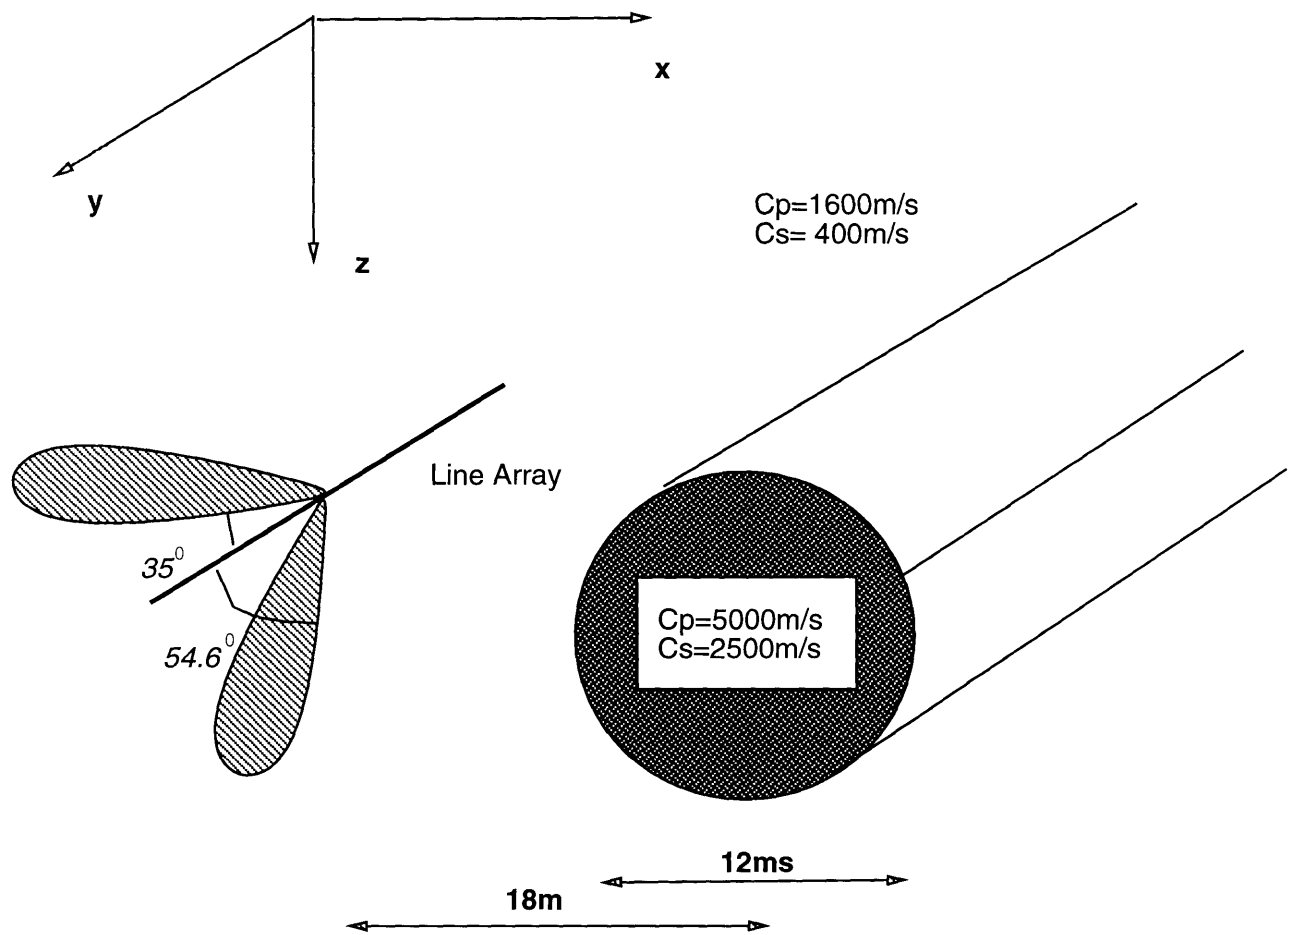 x
y
z
Cp=1600m/s
Cs= 400m/s
Line Array
35⁰
54.6⁰
Cp=5000m/s
Cs=2500m/s
12ms
18m